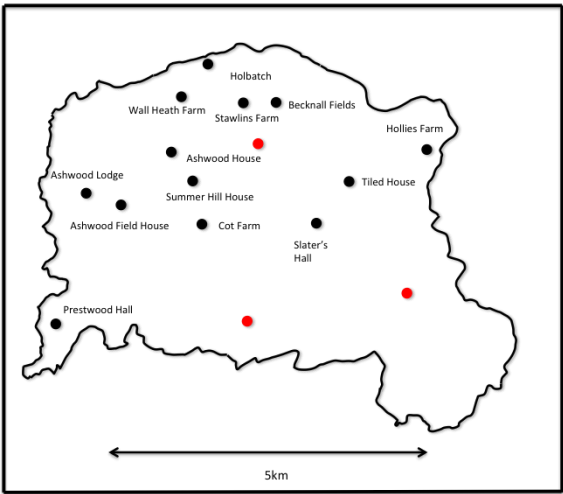 Holbatch
Wall Heath Farm
Becknall Fields
Stawlins Farm
Hollies Farm
Ashwood House
Ashwood Lodge
Tiled House
Summer Hill House
Ashwood Field House
Cot Farm
Slater's
Hall
Prestwood Hall
5km